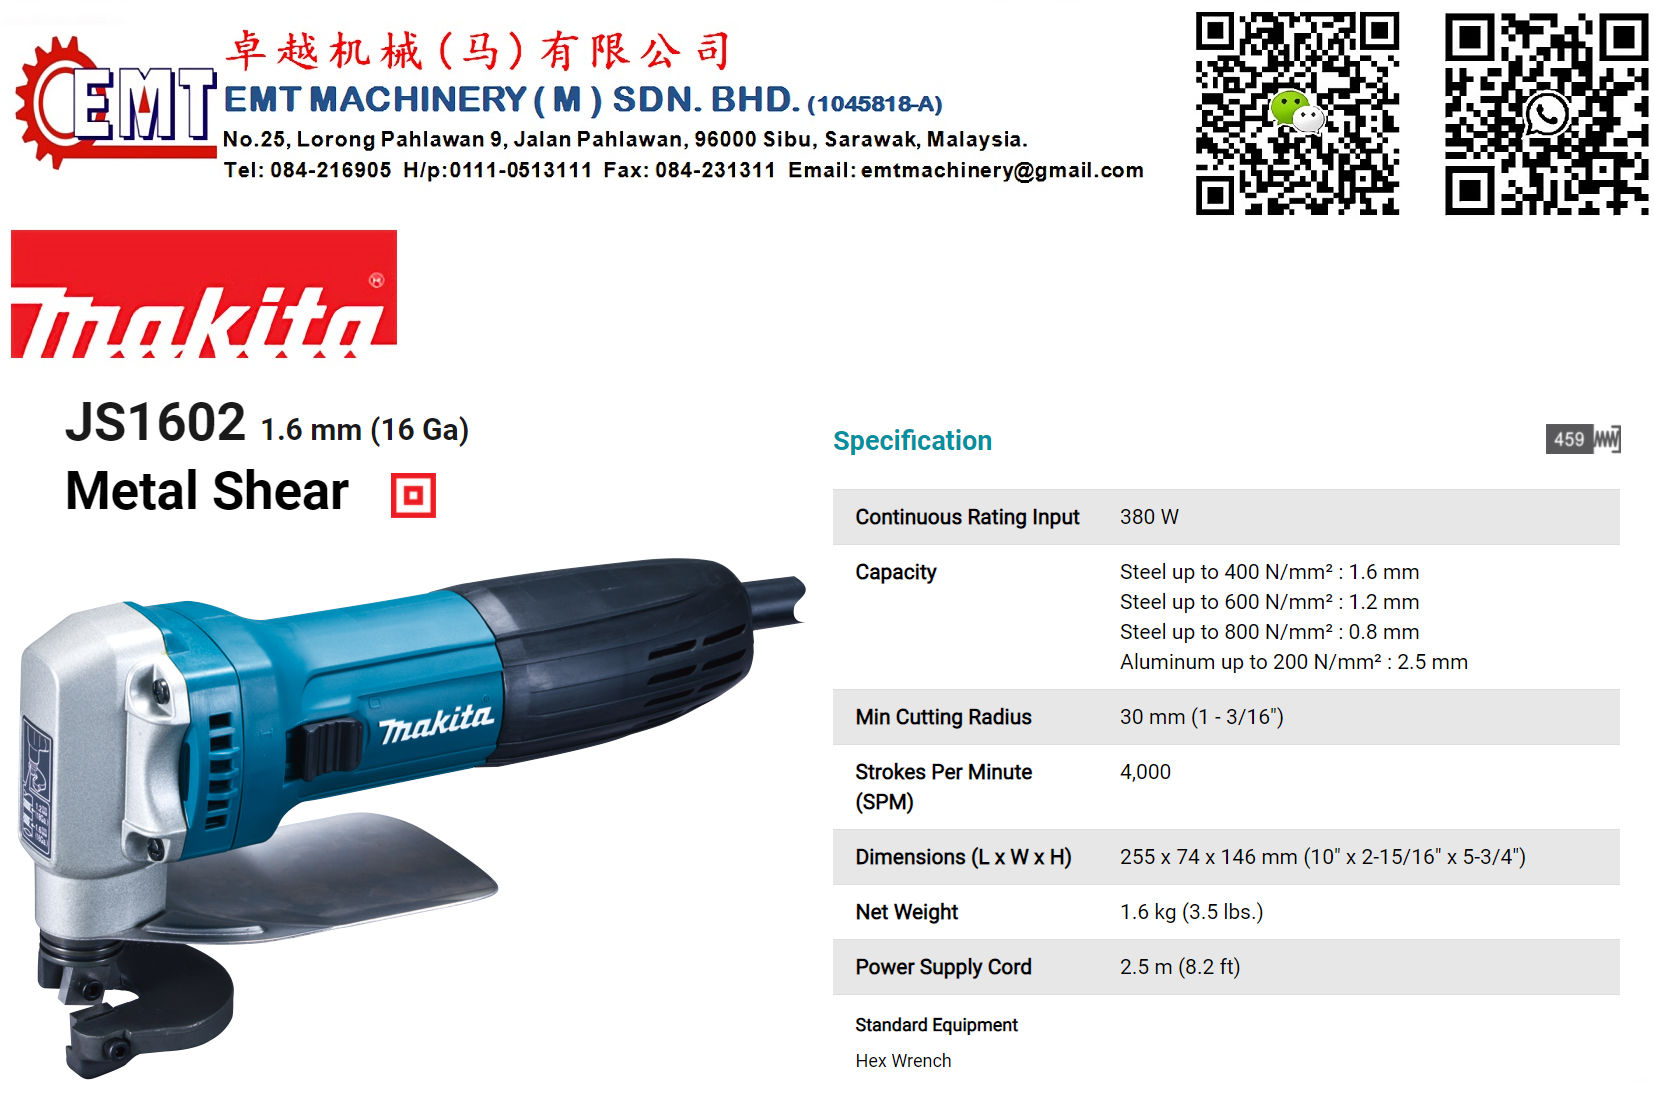 卓越机械(马)有限公司
EMT
EMT MACHINERY ( M ) SDN. BHD. (1045818-A)
No.25, Lorong Pahlawan 9, Jalan Pahlawan, 96000 Sibu, Sarawak, Malaysia.
Tel: 084-216905 H/p:0111-0513111 Fax: 084-231311 Email: emtmachinery@gmail.com
makita ®
JS1602 1.6 mm (16 Ga)
Metal Shear
Specification
459
Continuous Rating Input 380 W
Capacity Steel up to 400 N/mm² : 1.6 mm
Steel up to 600 N/mm² : 1.2 mm
Steel up to 800 N/mm² : 0.8 mm
Aluminum up to 200 N/mm² : 2.5 mm
Min Cutting Radius 30 mm (1 - 3/16")
Strokes Per Minute 4,000
(SPM)
Dimensions (L x W x H) 255 x 74 x 146 mm (10" x 2-15/16" x 5-3/4")
Net Weight 1.6 kg (3.5 lbs.)
Power Supply Cord 2.5 m (8.2 ft)
Standard Equipment
Hex Wrench
makita